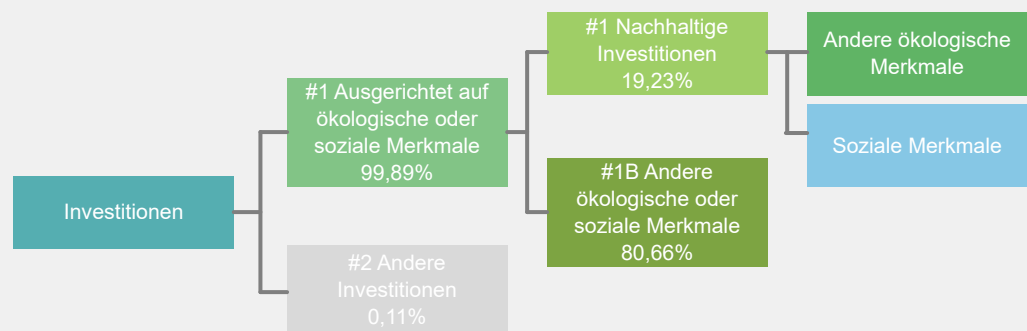 Investitionen
#1 Ausgerichtet auf
ökologische oder
soziale Merkmale
99,89%
#2 Andere
Investitionen
0,11%
#1 Nachhaltige
Investitionen
19,23%
#1B Andere
ökologische oder
soziale Merkmale
80,66%
Andere ökologische
Merkmale
Soziale Merkmale